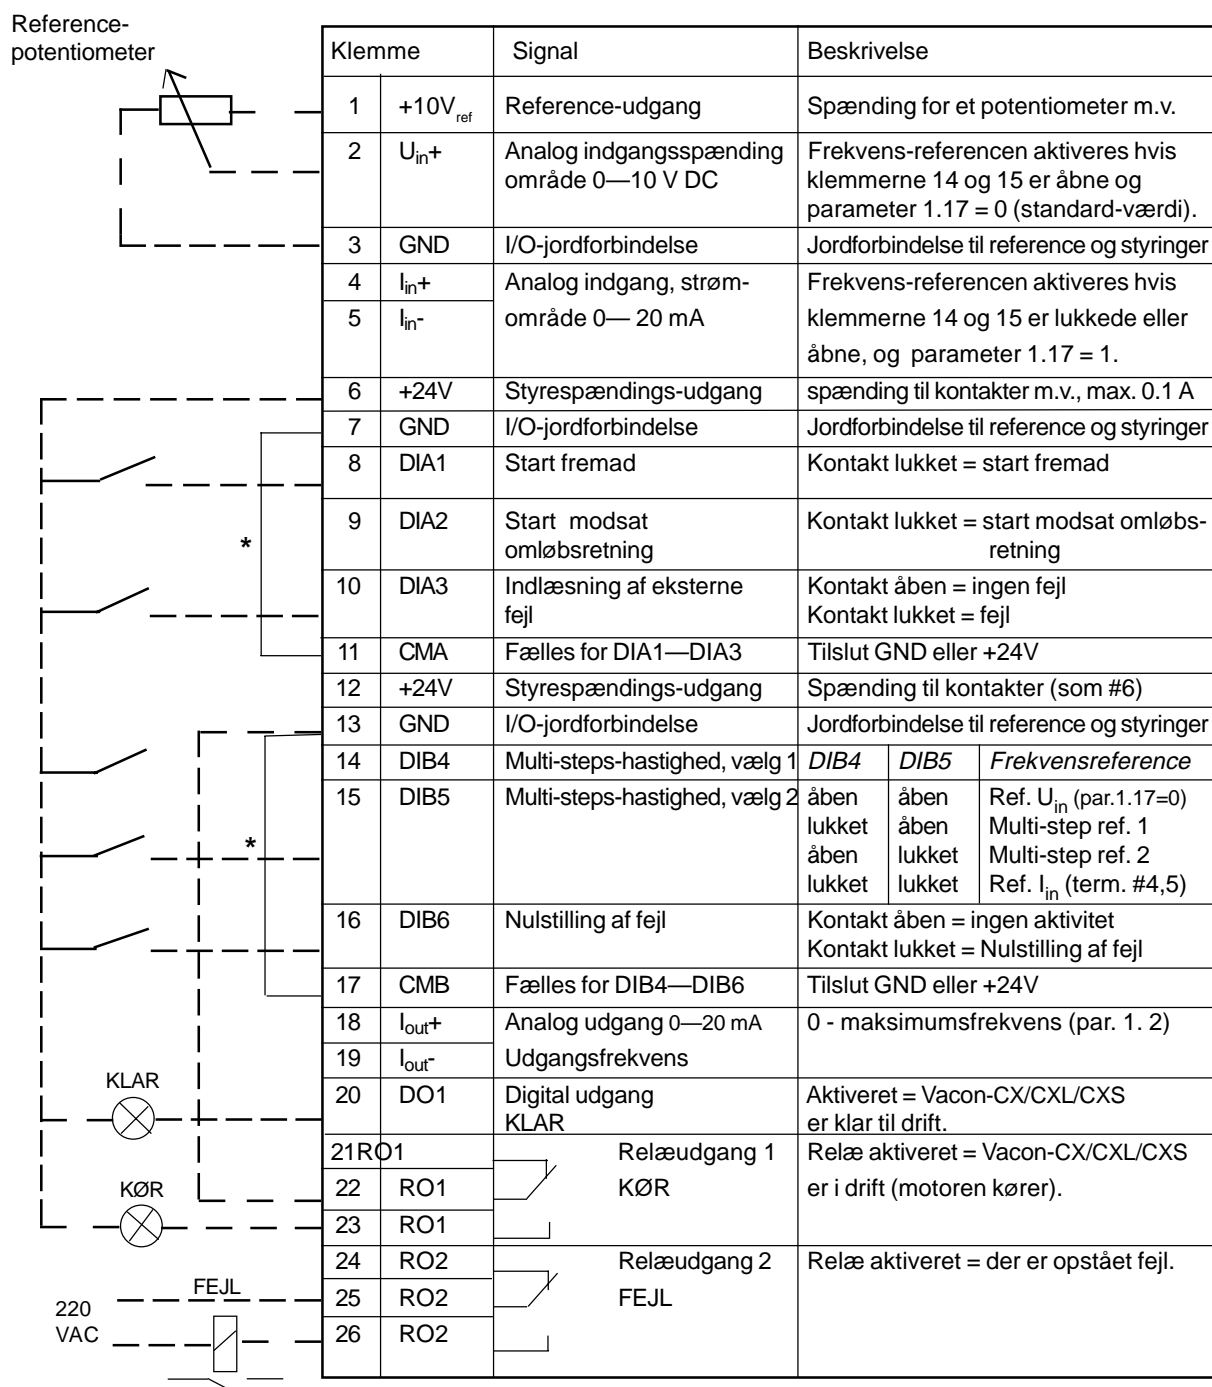 Reference-
potentiometer
Klemme Signal Beskrivelse
1 +10Vref Reference-udgang Spænding for et potentiometer m.v.
2 Uin+ Analog indgangsspænding Frekvens-referencen aktiveres hvis
område 0—10 V DC klemmerne 14 og 15 er åbne og
parameter 1.17 = 0 (standard-værdi).
3 GND I/O-jordforbindelse Jordforbindelse til reference og styringer
4 Iin+ Analog indgang, strøm- Frekvens-referencen aktiveres hvis
5 Iin- område 0— 20 mA klemmerne 14 og 15 er lukkede eller
åbne, og parameter 1.17 = 1.
6 +24V Styrespændings-udgang spænding til kontakter m.v., max. 0.1 A
7 GND I/O-jordforbindelse Jordforbindelse til reference og styringer
8 DIA1 Start fremad Kontakt lukket = start fremad
9 DIA2 Start modsat Kontakt lukket = start modsat omløbs-
* omløbsretning retning
10 DIA3 Indlæsning af eksterne Kontakt åben = ingen fejl
fejl Kontakt lukket = fejl
11 CMA Fælles for DIA1—DIA3 Tilslut GND eller +24V
12 +24V Styrespændings-udgang Spænding til kontakter (som #6)
13 GND I/O-jordforbindelse Jordforbindelse til reference og styringer
14 DIB4 Multi-steps-hastighed, vælg 1 DIB4 DIB5 Frekvensreference
15 DIB5 Multi-steps-hastighed, vælg 2 åben åben Ref. Uin (par.1.17=0)
lukket åben Multi-step ref. 1
* åben lukket Multi-step ref. 2
lukket lukket Ref. Iin (term. #4,5)
16 DIB6 Nulstilling af fejl Kontakt åben = ingen aktivitet
Kontakt lukket = Nulstilling af fejl
17 CMB Fælles for DIB4—DIB6 Tilslut GND eller +24V
18 Iout+ Analog udgang 0—20 mA 0 - maksimumsfrekvens (par. 1. 2)
19 Iout- Udgangsfrekvens
KLAR
20 DO1 Digital udgang Aktiveret = Vacon-CX/CXL/CXS
KLAR er klar til drift.
21RO1 Relæudgang 1 Relæ aktiveret = Vacon-CX/CXL/CXS
KØR 22 RO1 KØR er i drift (motoren kører).
23 RO1
24 RO2 Relæudgang 2 Relæ aktiveret = der er opstået fejl.
FEJL
25 RO2 FEJL
220
VAC 26 RO2